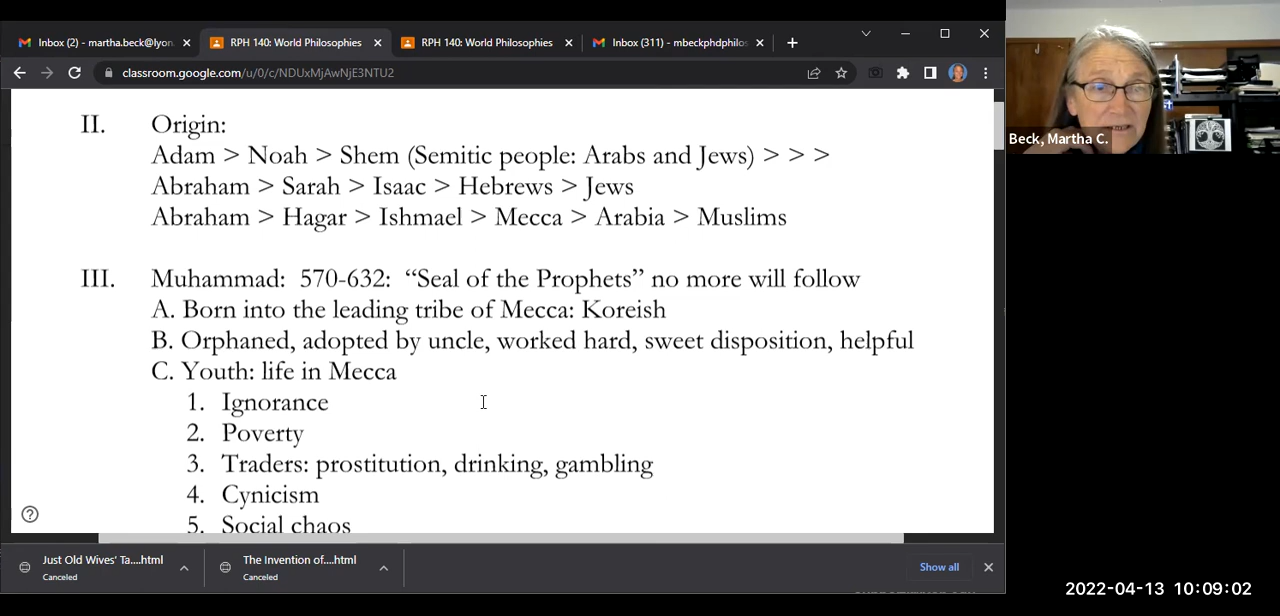 Inbox (2) - martha.beck@lyon
RPH 140: World Philosophies
RPH 140: World Philosophies
Inbox (311) - mbeckphdphilos
classroom.google.com/u/0/c/NDUxMjAwNjE3NTU2
Beck, Martha C.
II. Origin:
Adam > Noah > Shem (Semitic people: Arabs and Jews) > > >
Abraham > Sarah > Isaac > Hebrews > Jews
Abraham > Hagar > Ishmael > Mecca > Arabia > Muslims
III. Muhammad: 570-632: “Seal of the Prophets” no more will follow
A. Born into the leading tribe of Mecca: Koreish
B. Orphaned, adopted by uncle, worked hard, sweet disposition, helpful
C. Youth: life in Mecca
1. Ignorance
2. Poverty
3. Traders: prostitution, drinking, gambling
4. Cynicism
5. Social chaos
Just Old Wives' Ta....html
Canceled
The Invention of....html
Canceled
Show all
2022-04-13 10:09:02